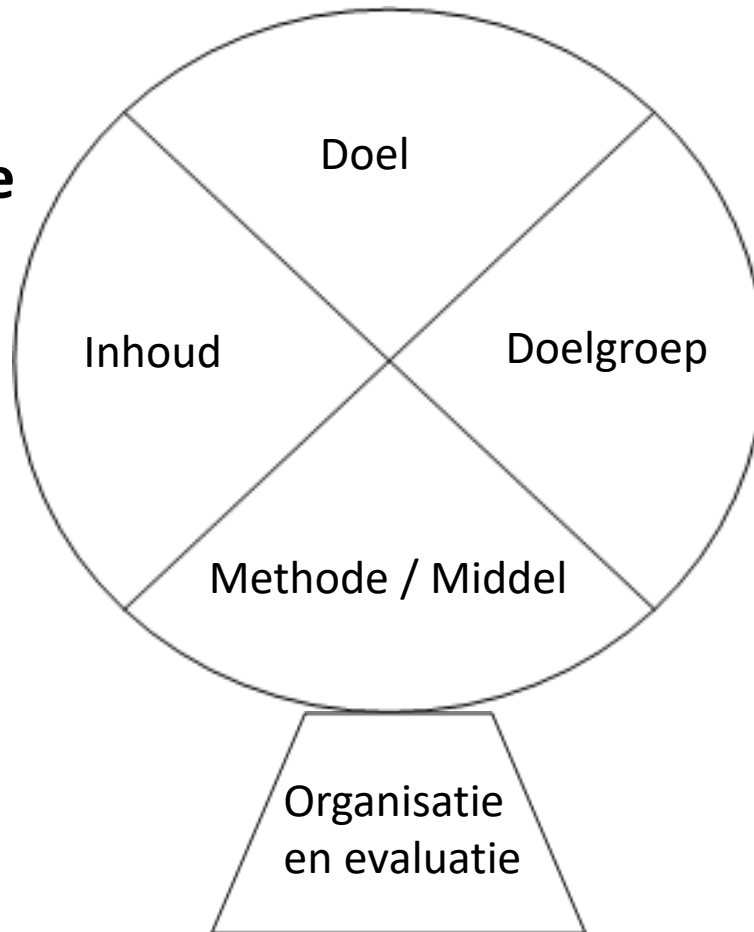 Doel
e
Inhoud
Doelgroep
Methode / Middel
Organisatie
en evaluatie